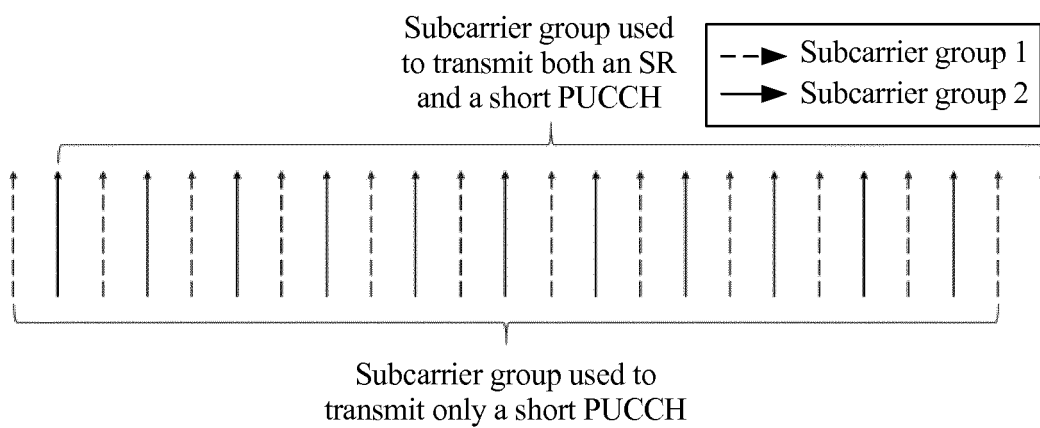 Subcarrier group used
to transmit both an SR
and a short PUCCH
Subcarrier group 1
Subcarrier group 2
Subcarrier group used to
transmit only a short PUCCH